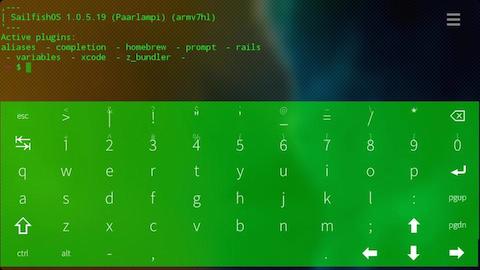 ,---
| SailfishOS 1.0.5.19 (Paarlampi) (armv7hl)
'---
Active plugins:
aliases - completion - homebrew - prompt - rails
- variables - xcode - z_bundler -
~ $
esc > | ! " ' _ = / *
1 2 3 4 5 6 7 8 9 0
q w e r t y u i o p
a s d f g h j k l : pgup
z x c v b n m ; pgdn
ctrl alt - , .